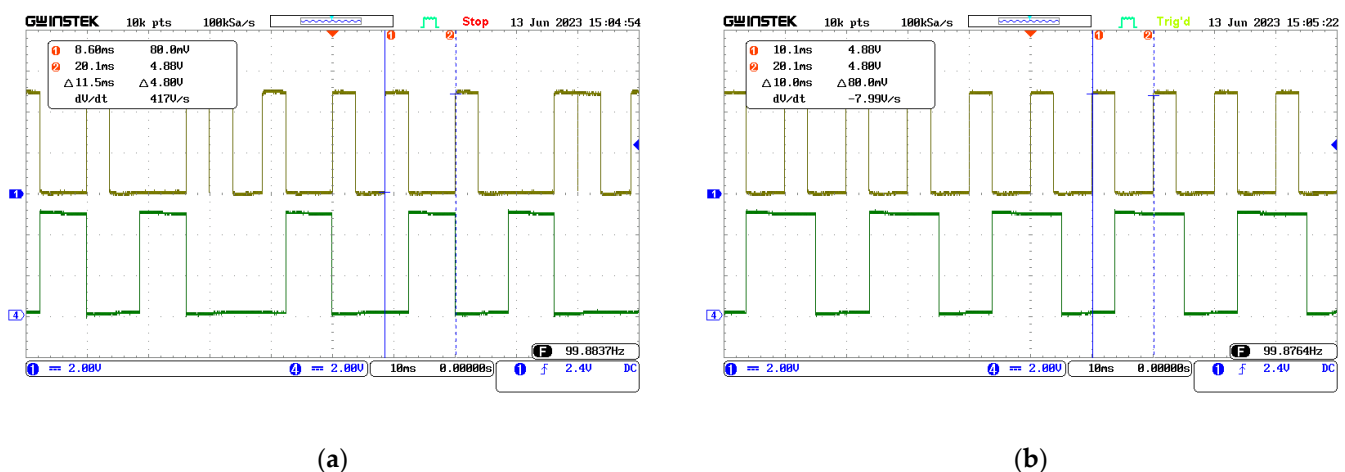 GWINSTEK 10k pts 100kSa/s Stop 13 Jun 2023 15:04:54
1 2
1 8.60ms 80.0mV
2 20.1ms 4.88V
△11.5ms △4.80V
dV/dt 417V/s
1
4
F 99.8837Hz
1 2.00V 4 2.00V 10ms 0.00000s 1 2.4V DC
(a)
GWINSTEK 10k pts 100kSa/s Trig'd 13 Jun 2023 15:05:22
1 2
1 10.1ms 4.88V
2 20.1ms 4.80V
△10.0ms △80.0mV
dV/dt -7.99V/s
1
4
F 99.8764Hz
1 2.00V 4 2.00V 10ms 0.00000s 1 2.4V DC
(b)